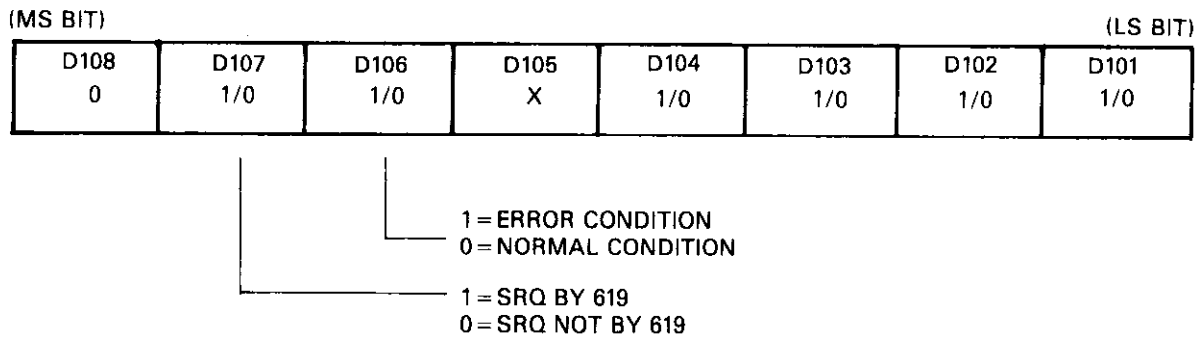 (MS BIT) (LS BIT)
D108 D107 D106 D105 D104 D103 D102 D101
0 1/0 1/0 X 1/0 1/0 1/0 1/0
1 = ERROR CONDITION
0 = NORMAL CONDITION
1 = SRQ BY 619
0 = SRQ NOT BY 619